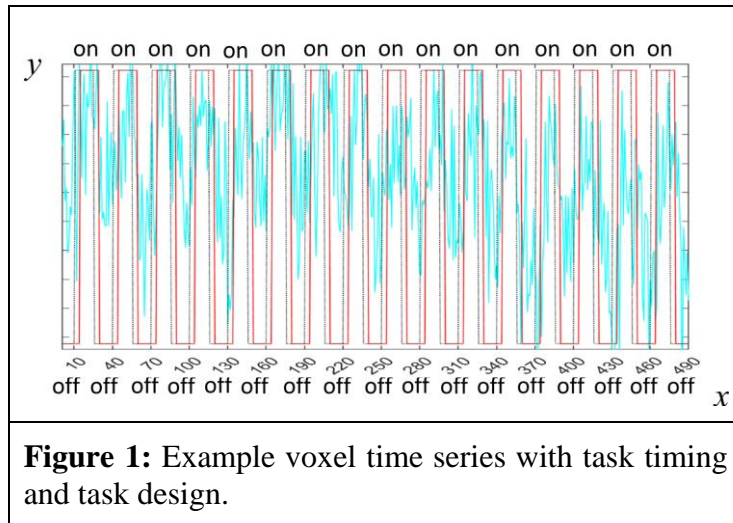 on on on on on on on on on on on on on on on on
y
10 40 70 100 130 160 190 220 250 280 310 340 370 400 430 460 490
off off off off off off off off off off off off off off off off off x
Figure 1: Example voxel time series with task timing
and task design.